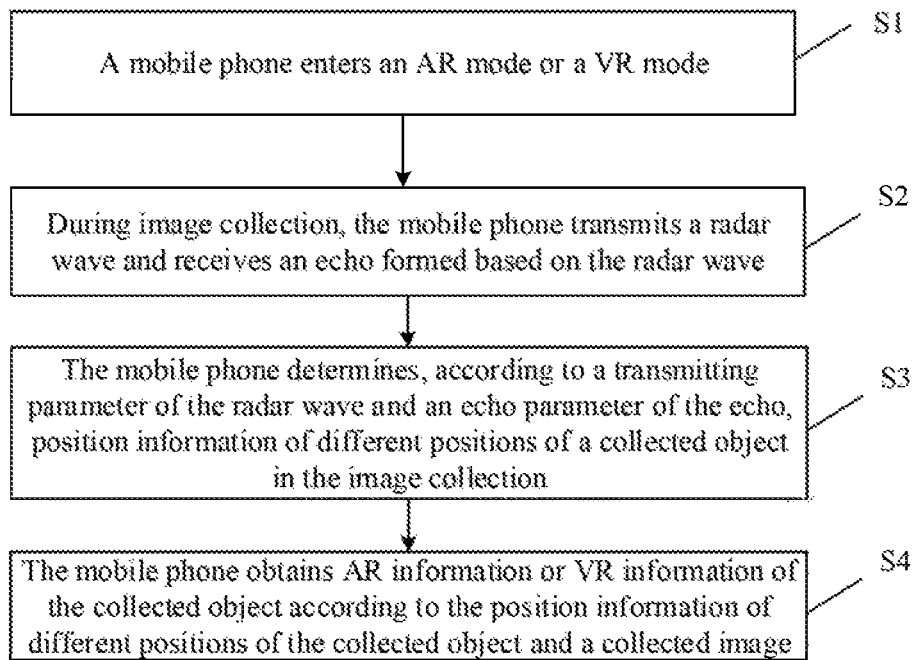 S1
A mobile phone enters an AR mode or a VR mode
S2
During image collection, the mobile phone transmits a radar
wave and receives an echo formed based on the radar wave
S3
The mobile phone determines, according to a transmitting
parameter of the radar wave and an echo parameter of the echo,
position information of different positions of a collected object
in the image collection
S4
The mobile phone obtains AR information or VR information of
the collected object according to the position information of
different positions of the collected object and a collected image